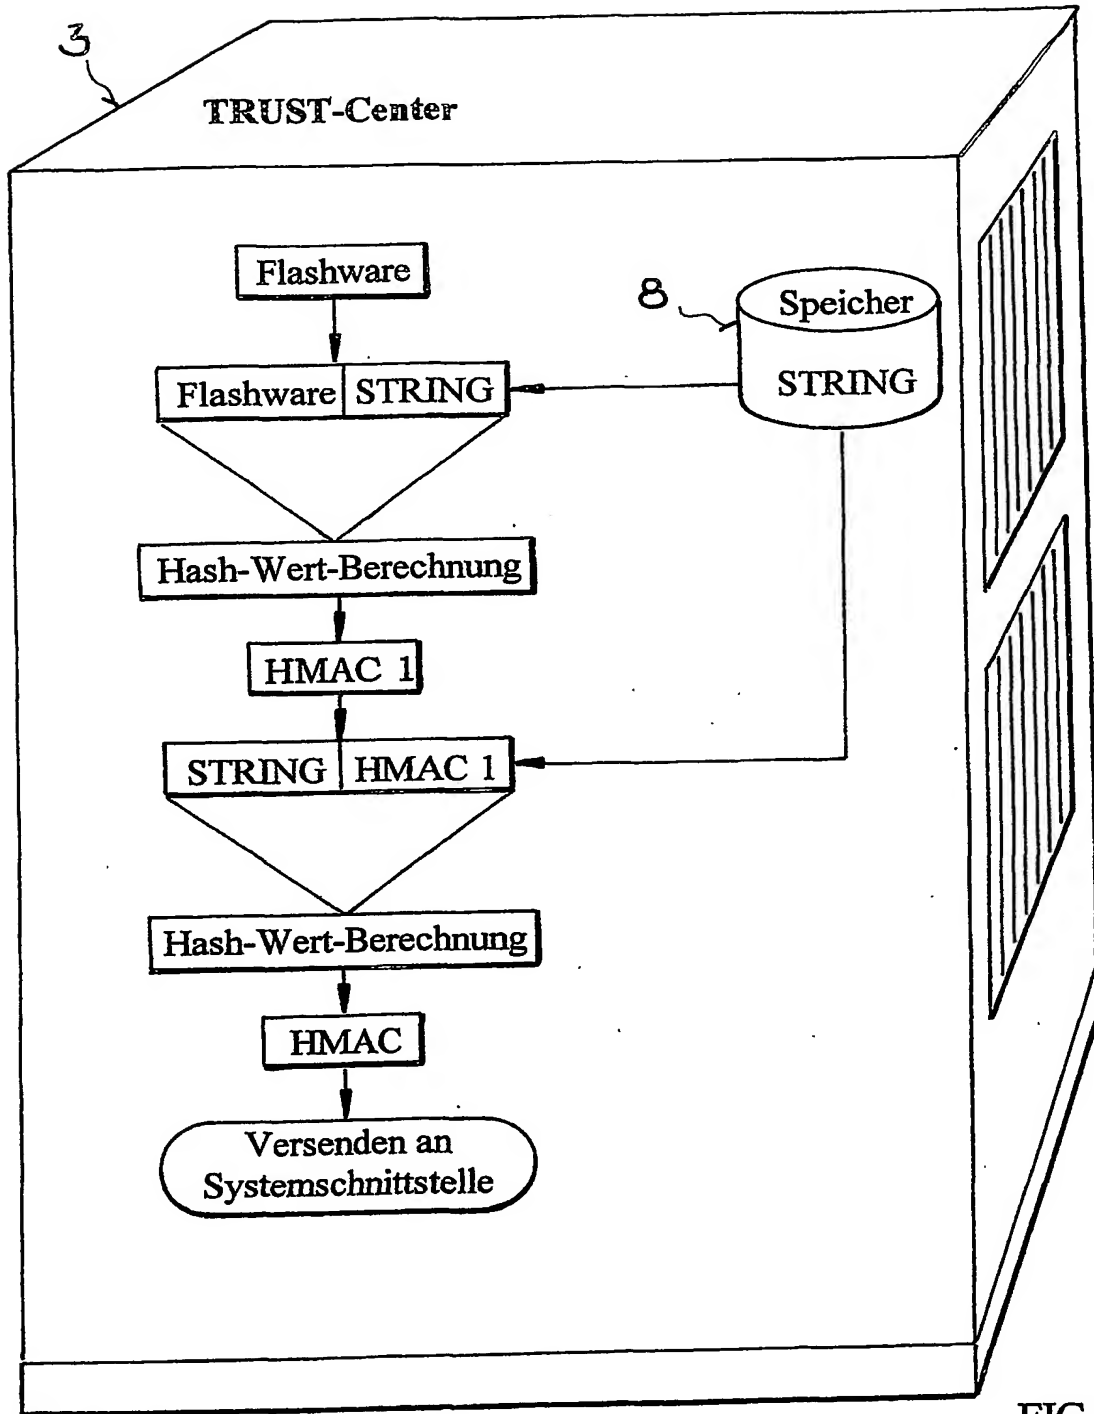 3
TRUST-Center
Flashware
8
Speicher
STRING
Flashware STRING
Hash-Wert-Berechnung
HMAC 1
STRING HMAC 1
Hash-Wert-Berechnung
HMAC
Versenden an
Systemschnittstelle
FIG